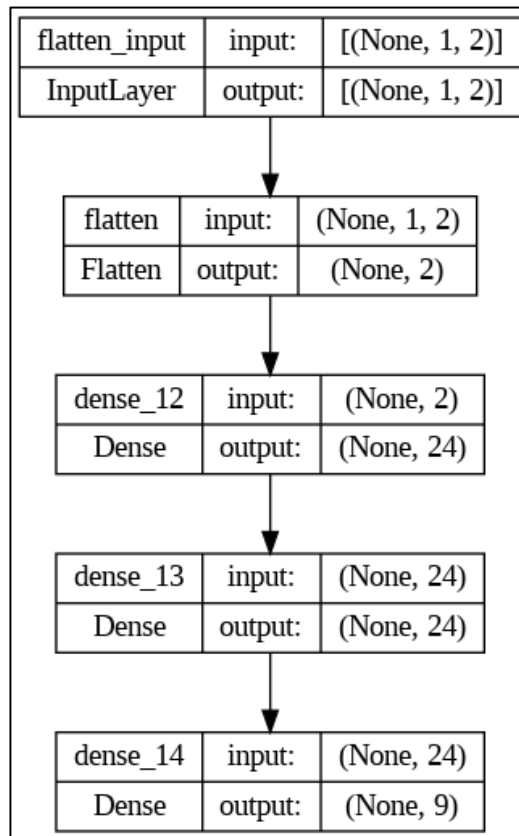 flatten_input input: [(None, 1, 2)]
InputLayer output: [(None, 1, 2)]
flatten input: (None, 1, 2)
Flatten output: (None, 2)
dense_12 input: (None, 2)
Dense output: (None, 24)
dense_13 input: (None, 24)
Dense output: (None, 24)
dense_14 input: (None, 24)
Dense output: (None, 9)